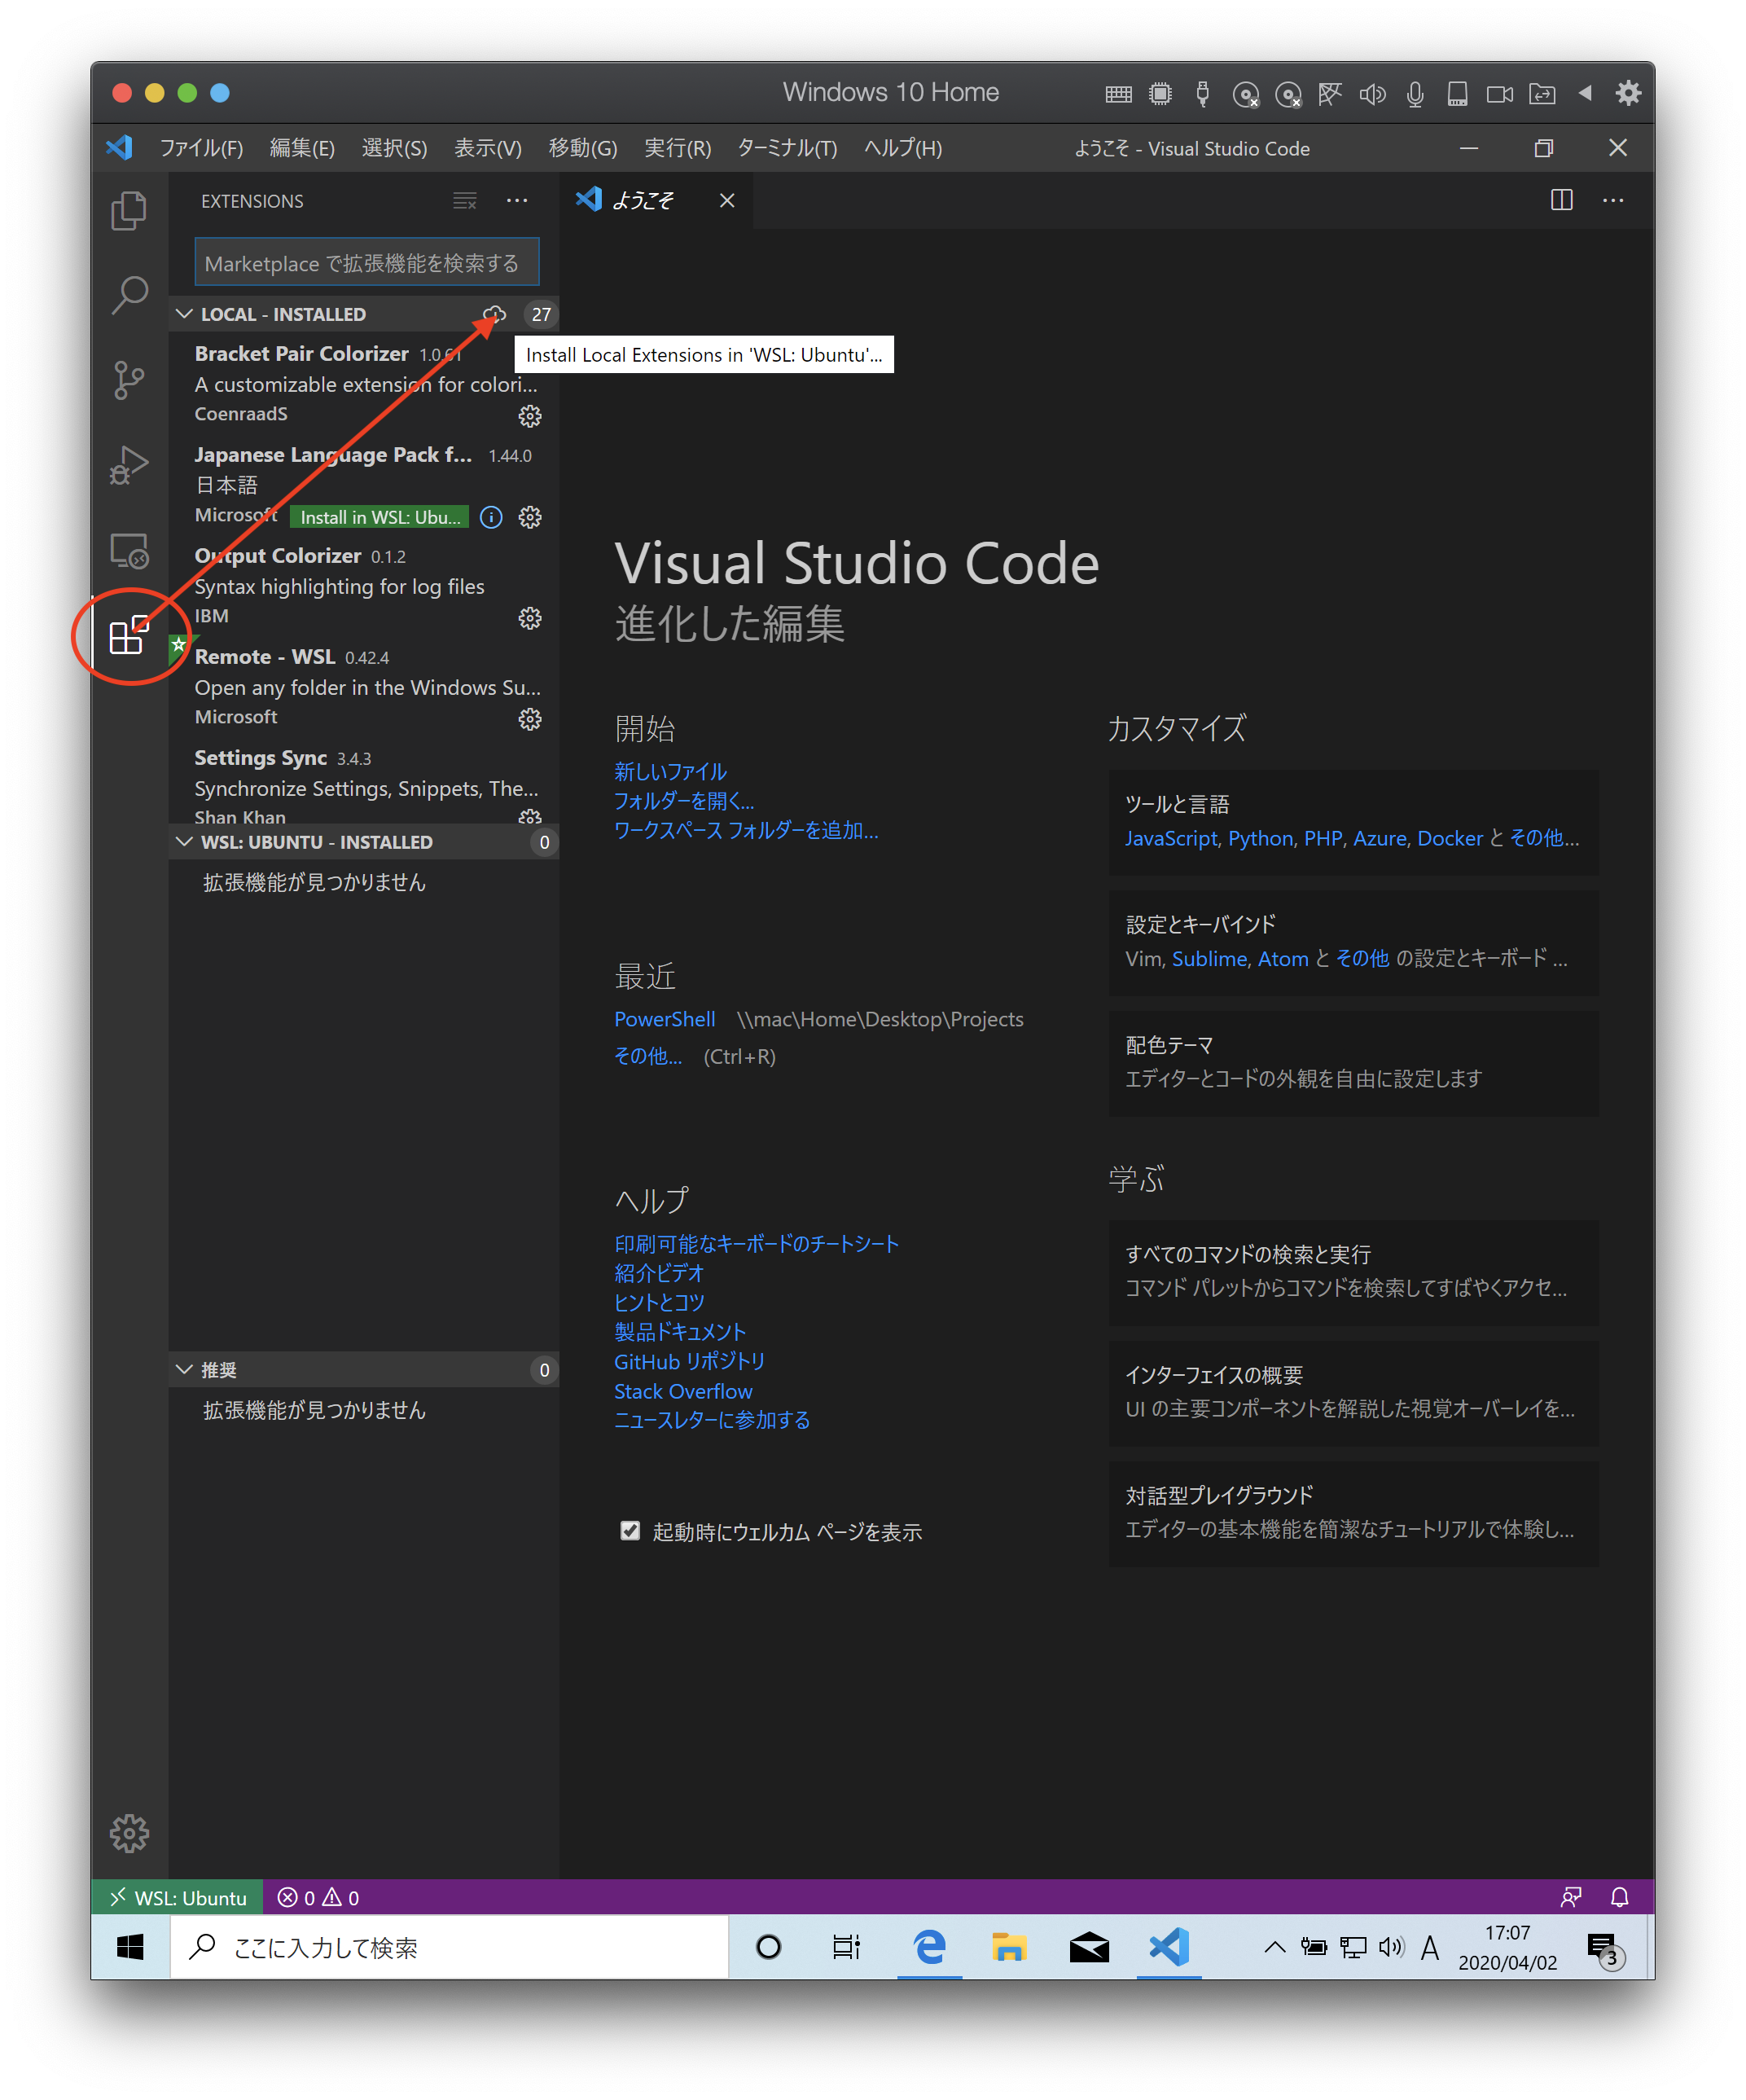 Windows 10 Home
ファイル(F) 編集(E) 選択(S) 表示(V) 移動(G) 実行(R) ターミナル(T) ヘルプ(H) ようこそ - Visual Studio Code
EXTENSIONS
ようこそ
Marketplace で拡張機能を検索する
LOCAL - INSTALLED 27
Install Local Extensions in 'WSL: Ubuntu'...
Bracket Pair Colorizer 1.0.61
A customizable extension for colori...
CoenraadS
Japanese Language Pack f... 1.44.0
日本語
Microsoft Install in WSL: Ubu...
Output Colorizer 0.1.2
Syntax highlighting for log files
IBM
Remote - WSL 0.42.4
Open any folder in the Windows Su...
Microsoft
Settings Sync 3.4.3
Synchronize Settings, Snippets, The...
Shan Khan
WSL: UBUNTU - INSTALLED 0
拡張機能が見つかりません
推奨 0
拡張機能が見つかりません
Visual Studio Code
進化した編集
開始
新しいファイル
フォルダーを開く...
ワークスペース フォルダーを追加...
最近
PowerShell \\mac\Home\Desktop\Projects
その他... (Ctrl+R)
ヘルプ
印刷可能なキーボードのチートシート
紹介ビデオ
ヒントとコツ
製品ドキュメント
GitHub リポジトリ
Stack Overflow
ニュースレターに参加する
起動時にウェルカム ページを表示
カスタマイズ
ツールと言語
JavaScript, Python, PHP, Azure, Docker と その他...
設定とキーバインド
Vim, Sublime, Atom と その他 の設定とキーボード ...
配色テーマ
エディターとコードの外観を自由に設定します
学ぶ
すべてのコマンドの検索と実行
コマンド パレットからコマンドを検索してすばやくアクセ...
インターフェイスの概要
UI の主要コンポーネントを解説した視覚オーバーレイを...
対話型プレイグラウンド
エディターの基本機能を簡潔なチュートリアルで体験し...
WSL: Ubuntu 0 0
ここに入力して検索
A
17:07
2020/04/02
3